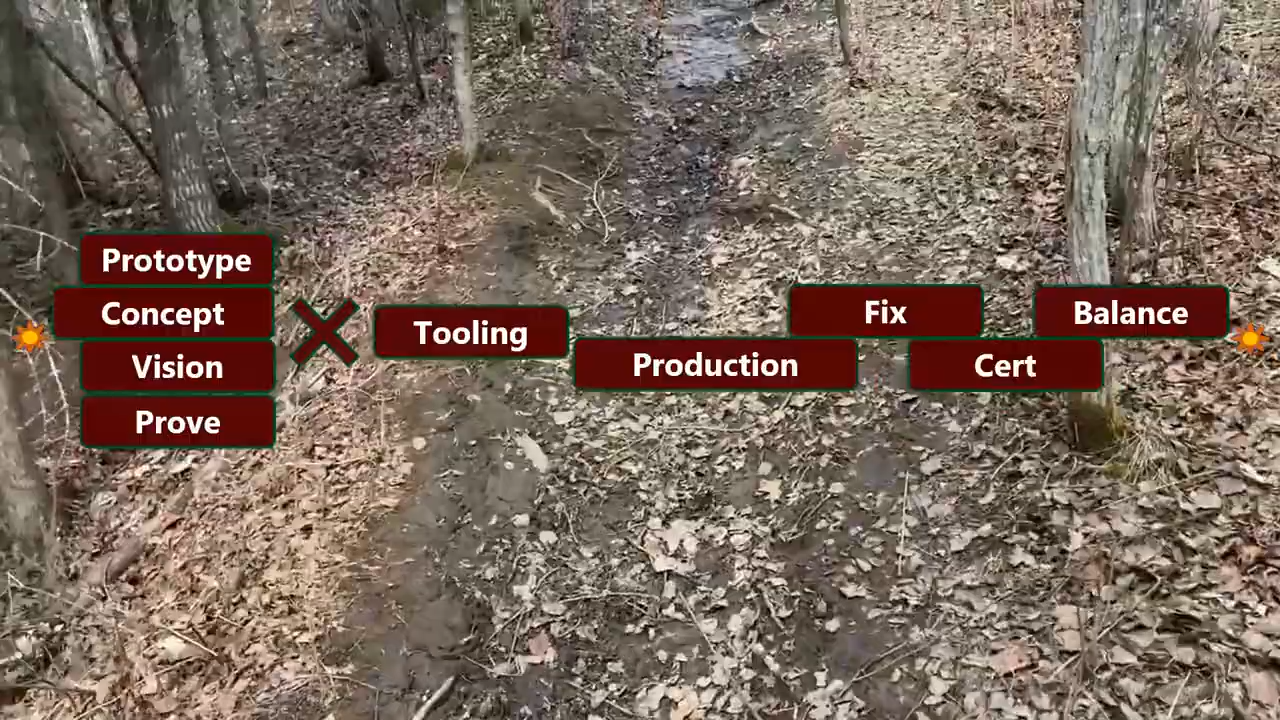 Prototype
Concept
Vision
Prove
Tooling
Production
Fix
Cert
Balance